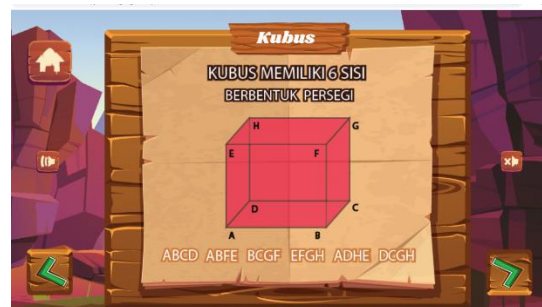 Kubus
KUBUS MEMILIKI 6 SISI
BERBENTUK PERSEGI
H G
E F
D C
A B
ABCD ABFE BCGF EFGH ADHE DCGH